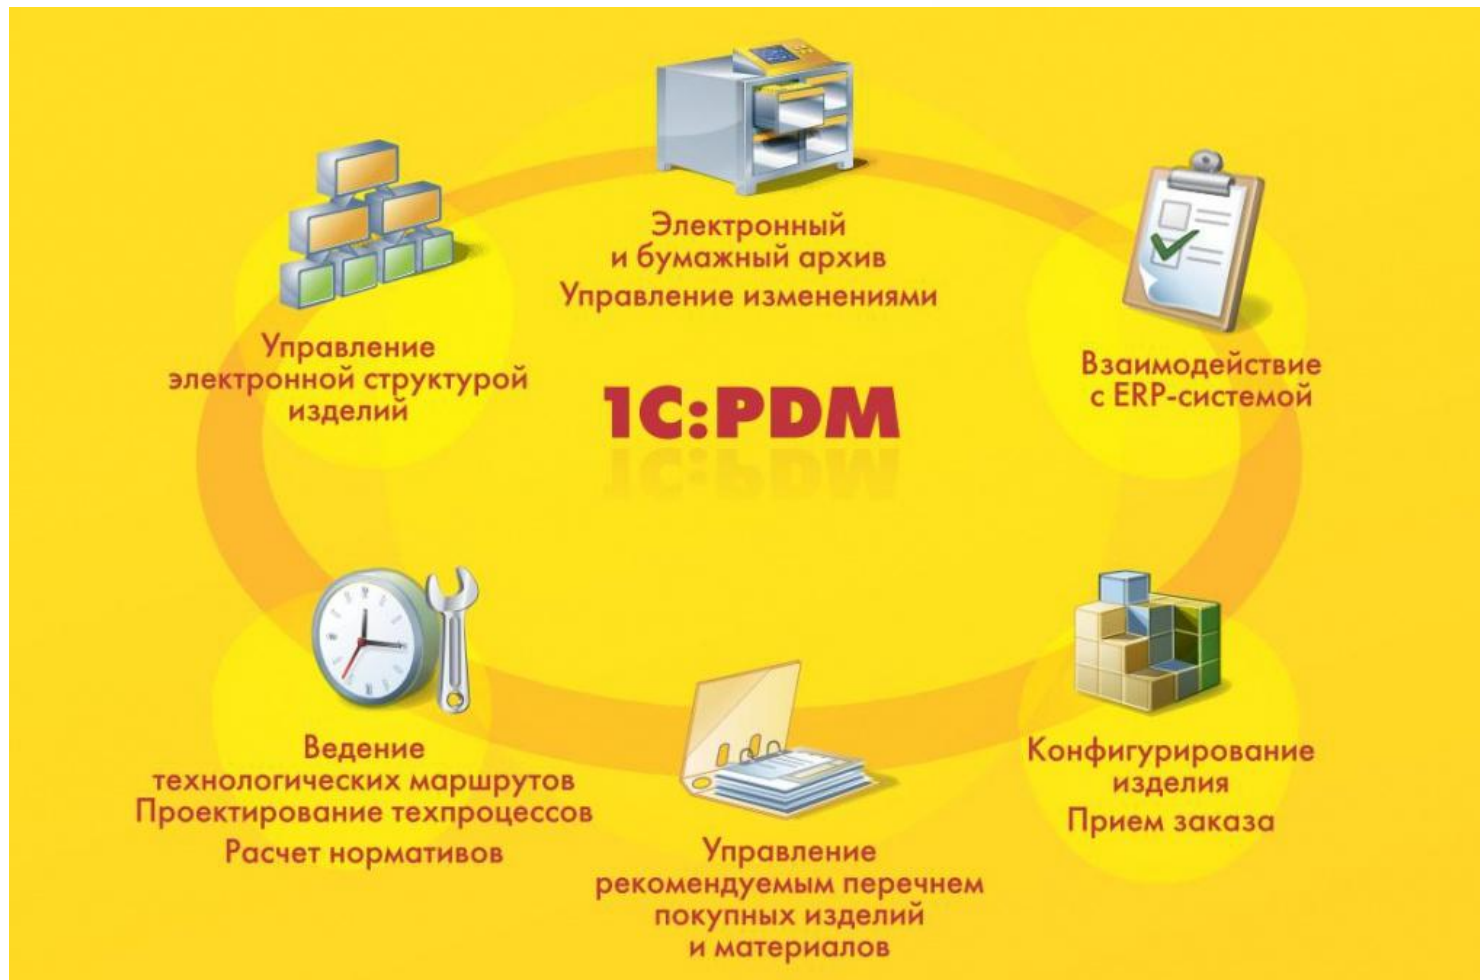 Электронный
и бумажный архив
Управление изменениями
Управление
электронной структурой
изделий
Взаимодействие
с ERP-системой
1С:PDM
Ведение
технологических маршрутов
Проектирование техпроцессов
Расчет нормативов
Управление
рекомендуемым перечнем
покупных изделий
и материалов
Конфигурирование
изделия
Прием заказа